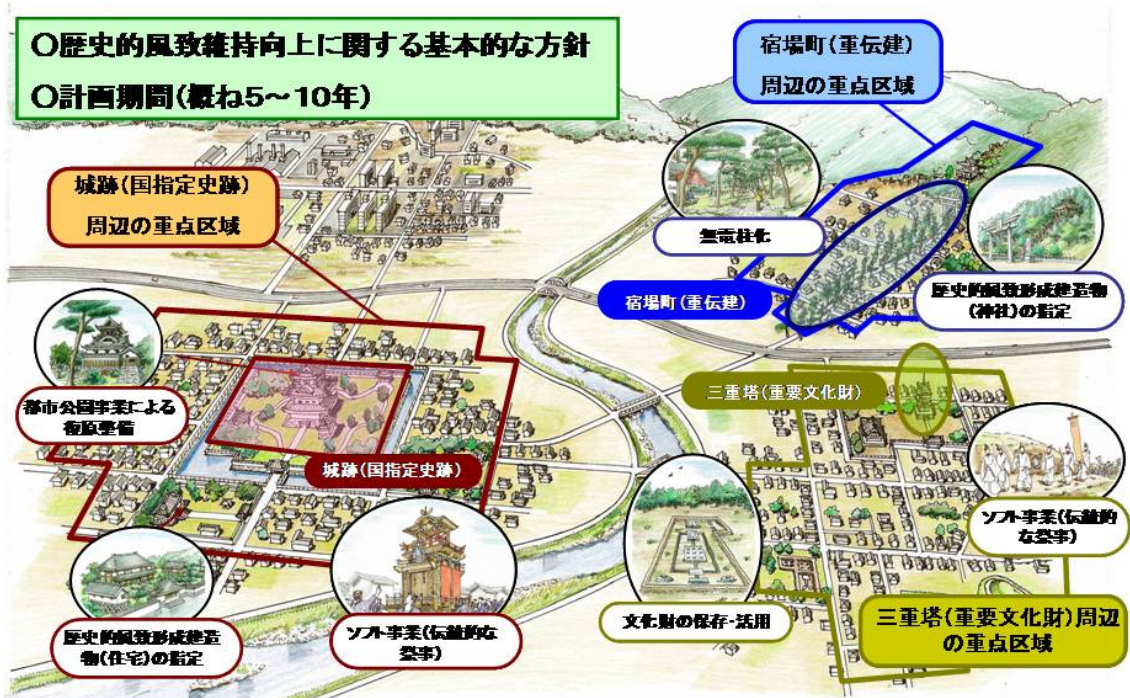 〇歴史的風致維持向上に関する基本的な方針
〇計画期間(概ね5〜10年)
宿場町(重伝建)
周辺の重点区域
城跡(国指定史跡)
周辺の重点区域
無電柱化
宿場町(重伝建)
歴史的風致形成建造物
(神社)の指定
都市公園事業による
復原整備
三重塔(重要文化財)
城跡(国指定史跡)
ソフト事業(伝統的
な祭事)
歴史的風致形成建造
物(住宅)の指定
ソフト事業(伝統的な
祭事)
文化財の保存・活用
三重塔(重要文化財)周辺
の重点区域